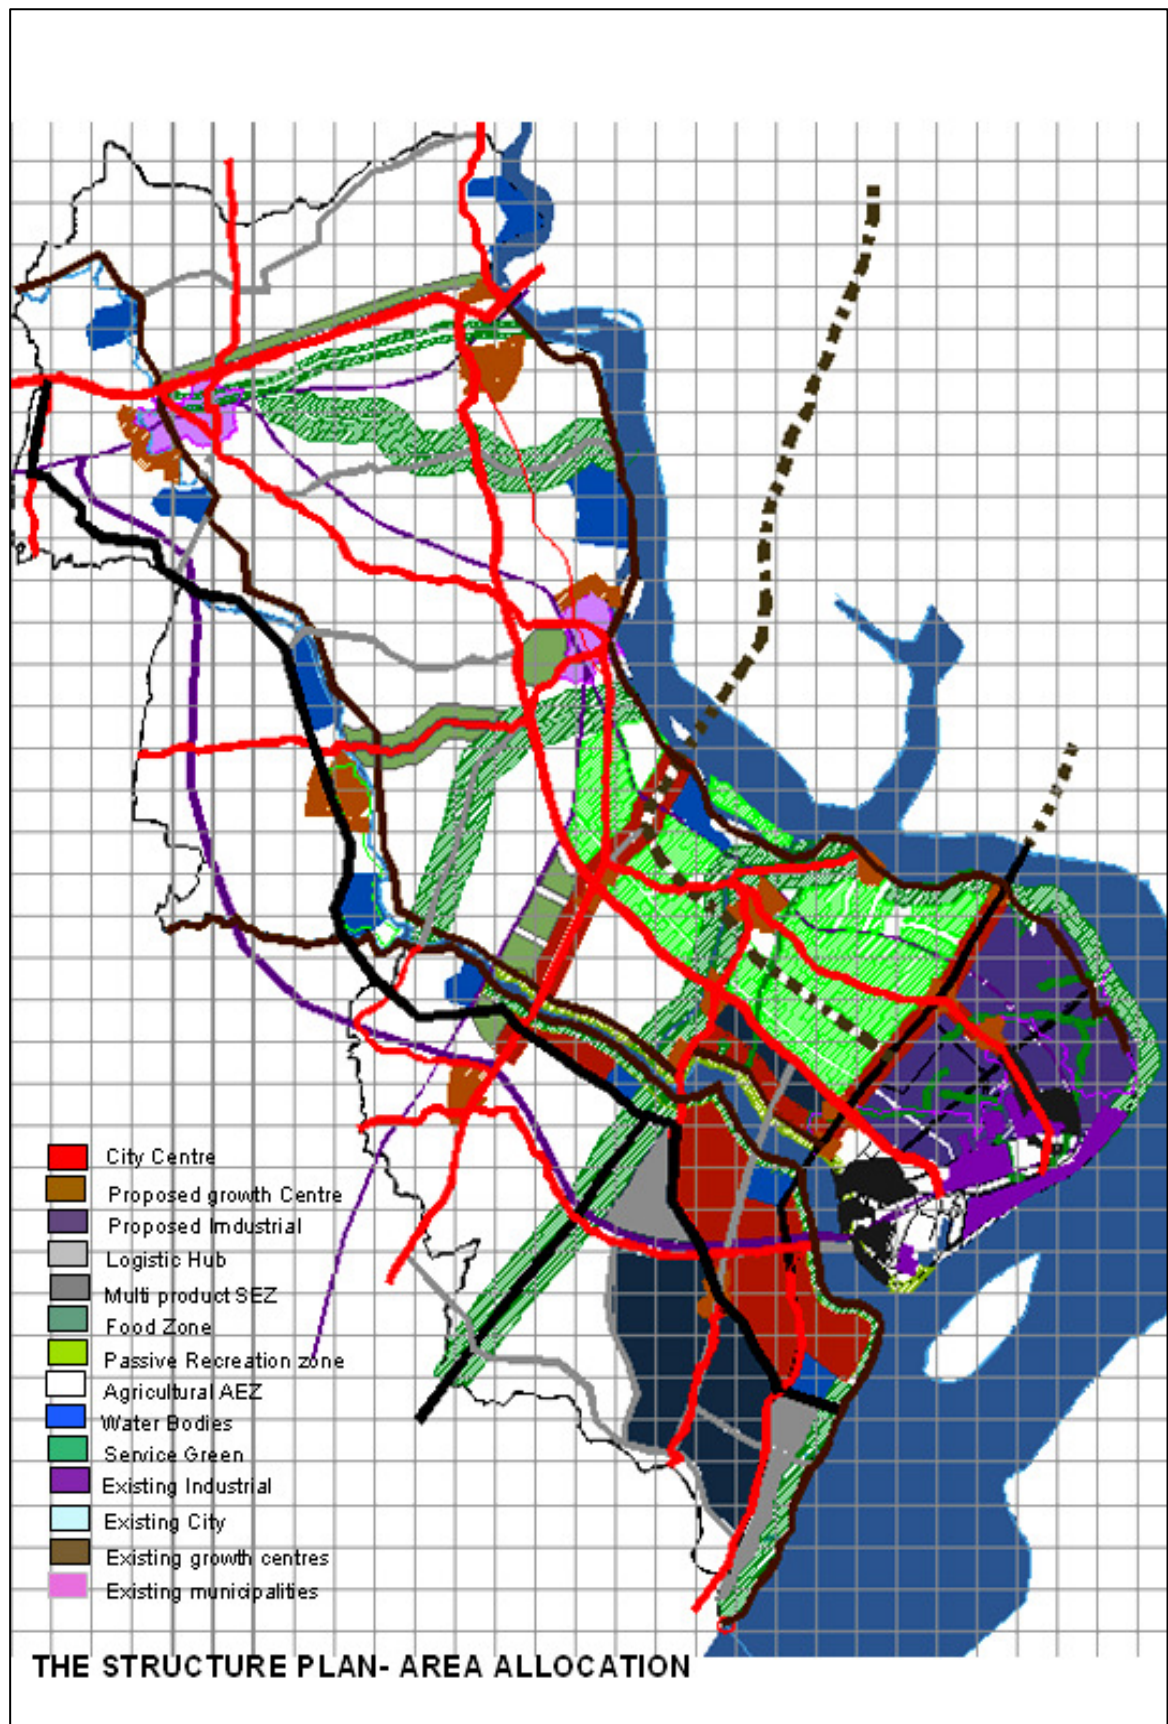 City Centre
Proposed growth Centre
Proposed Imdustrial
Logistic Hub
Multi product SEZ
Food Zone
Passive Recreation zone
Agricultural AEZ
Water Bodies
Service Green
Existing Industrial
Existing City
Existing growth centres
Existing municipalities
THE STRUCTURE PLAN- AREA ALLOCATION